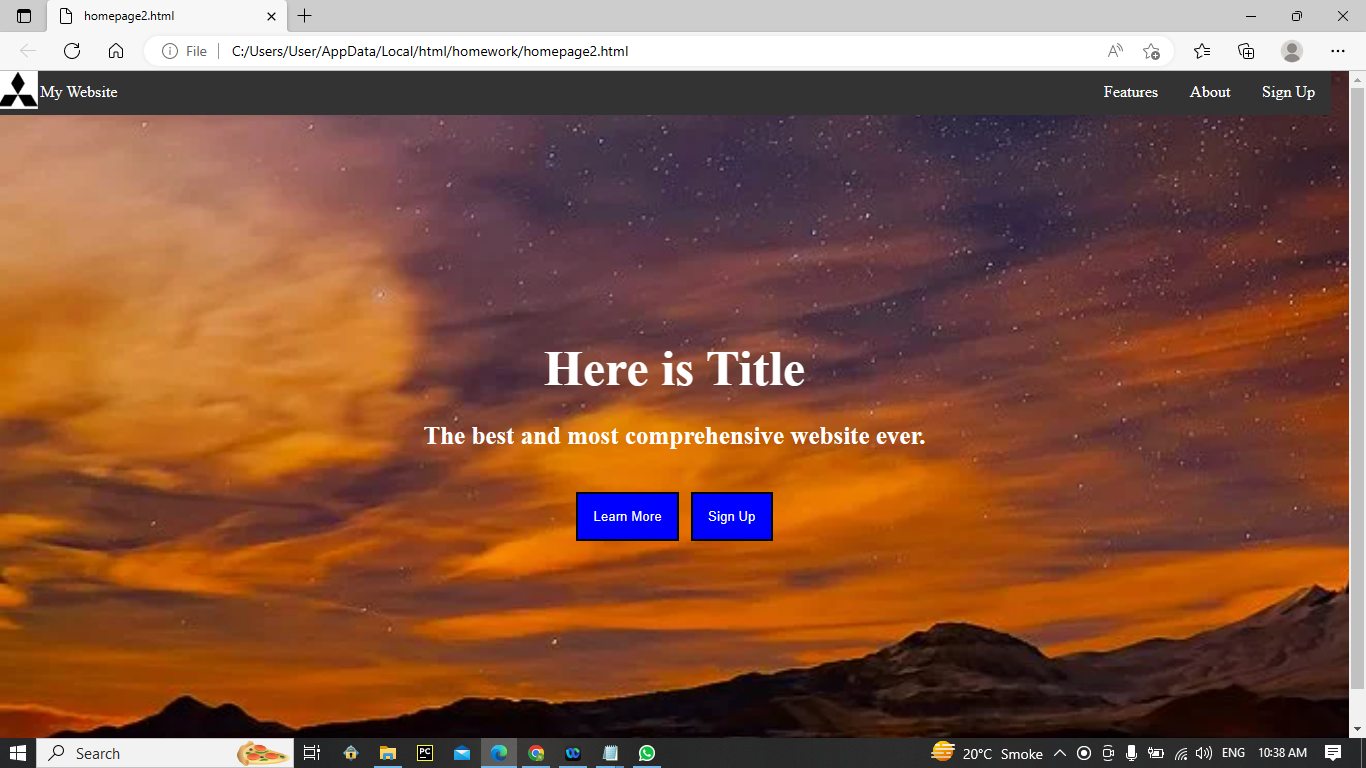 homepage2.html
File C:/Users/User/AppData/Local/html/homework/homepage2.html
My Website Features About Sign Up
Here is Title
The best and most comprehensive website ever.
Learn More Sign Up
Search PC 20°C Smoke ENG 10:38 AM